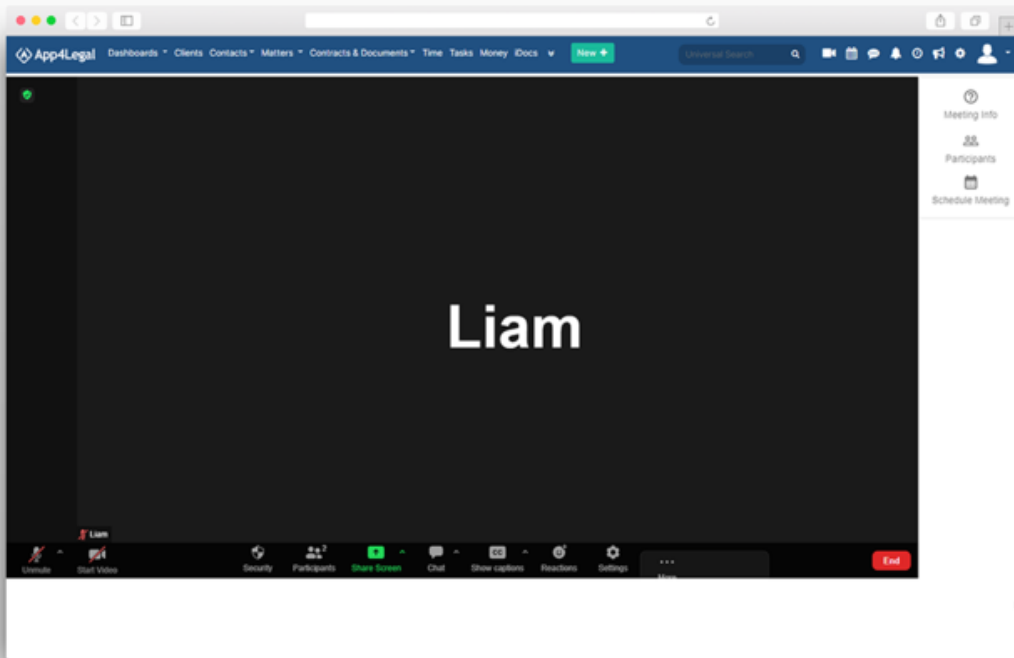 App4Legal Dashboards Clients Contacts Matters Contracts & Documents Time Tasks Money iDocs New + Universal Search
Meeting Info
Participants
Schedule Meeting
Liam
Liam
Unmute Start Video Security Participants 2 Share Screen Chat CC Show captions Reactions Settings More End